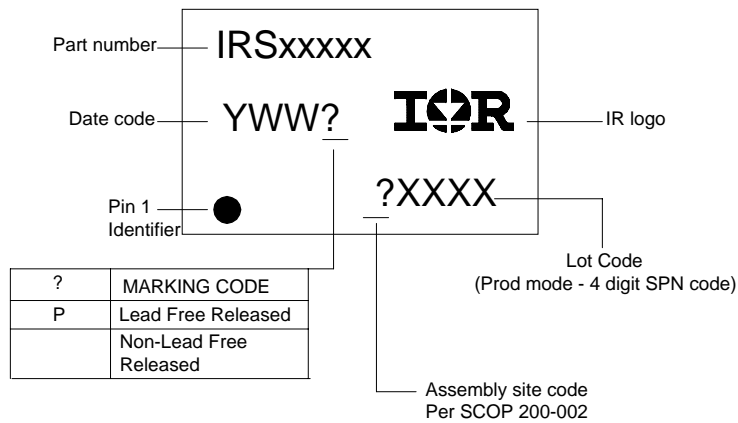 Part number
IRSxxxxx
Date code
YWW?
IOR
IR logo
?XXXX
Pin 1
Identifier
Lot Code
(Prod mode - 4 digit SPN code)
? MARKING CODE
P Lead Free Released
Non-Lead Free
Released
Assembly site code
Per SCOP 200-002